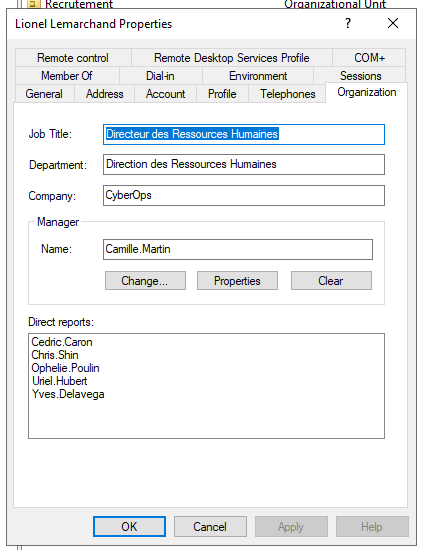 Recrutement Organizational Unit
Lionel Lemarchand Properties
? ×
Remote control Remote Desktop Services Profile COM+
Member Of Dial-in Environment Sessions
General Address Account Profile Telephones Organization
Job Title: Directeur des Ressources Humaines
Department: Direction des Ressources Humaines
Company: CyberOps
Manager
Name: Camille.Martin
Change... Properties Clear
Direct reports:
Cedric.Caron
Chris.Shin
Ophelie.Poulin
Uriel.Hubert
Yves.Delavega
OK Cancel Apply Help